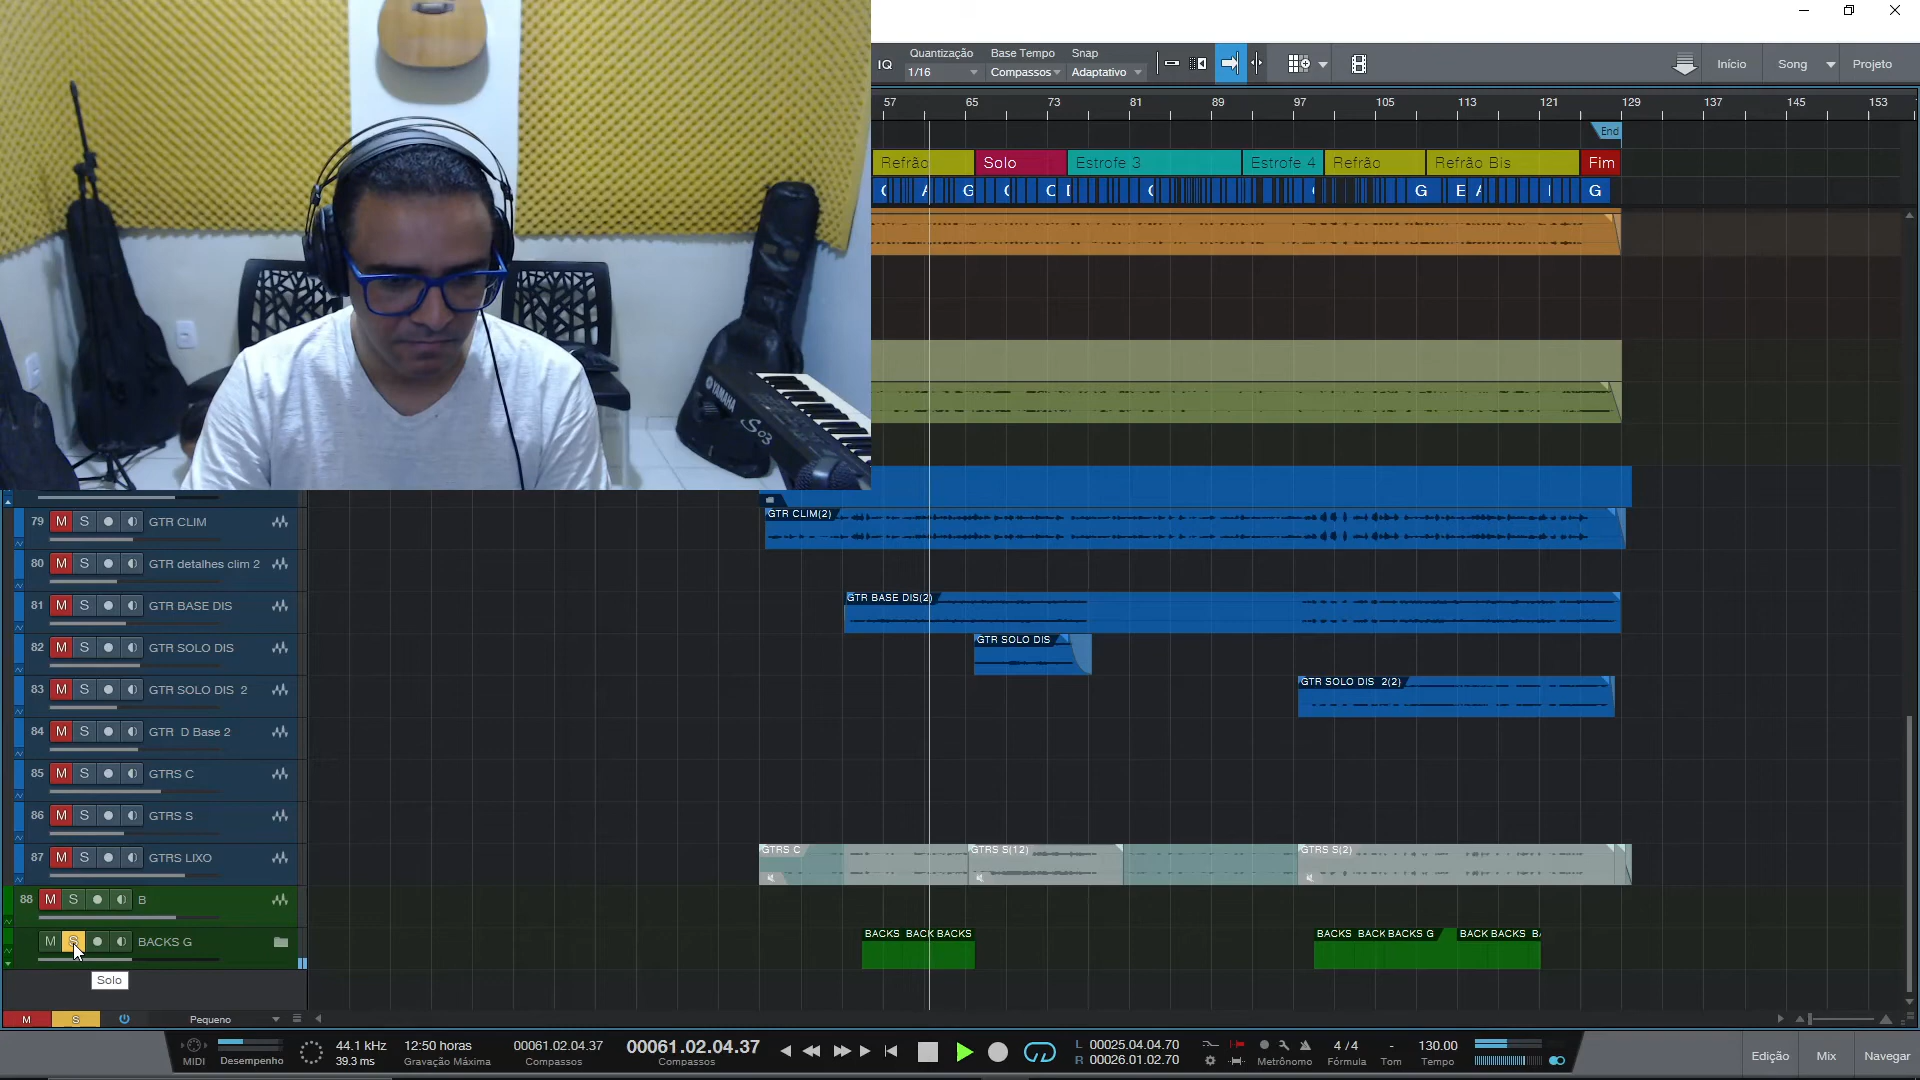 IQ
Quantização Base Tempo Snap
1/16 Compassos Adaptativo
Início Song Projeto
57 65 73 81 89 97 105 113 121 129 137 145 153
End
Refrão Solo Estrofe 3 Estrofe 4 Refrão Refrão Bis Fim
G G E G
YAMAHA
S03
79 M S GTR CLIM
GTR CLIM(2)
80 M S GTR detalhes clim 2
81 M S GTR BASE DIS
GTR BASE DIS(2)
82 M S GTR SOLO DIS
GTR SOLO DIS
83 M S GTR SOLO DIS 2
GTR SOLO DIS 2(2)
84 M S GTR D Base 2
85 M S GTRS C
86 M S GTRS S
87 M S GTRS LIXO
GTRS C GTRS S(12) GTRS S(2)
88 M S B
M S BACKS G
BACKS BACK BACKS BACKS BACK BACKS G BACK BACKS
Solo
M S Pequeno
MIDI Desempenho
44.1 kHz
39.3 ms
12:50 horas
Gravação Máxima
00061.02.04.37
Compassos
00061.02.04.37
Compassos
L 00025.04.04.70
R 00026.01.02.70
Metrônomo
4 / 4
Fórmula
-
Tom
130.00
Tempo
Edição Mix Navegar